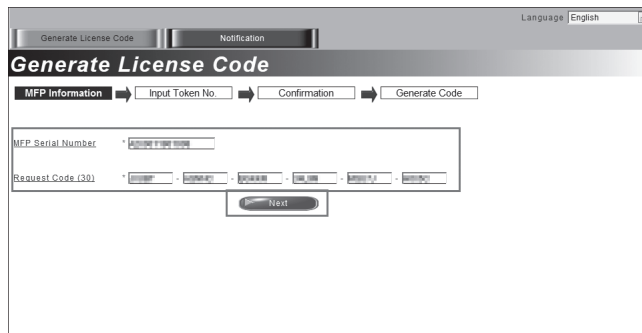 Language English
Generate License Code Notification
Generate License Code
MFP Information Input Token No. Confirmation Generate Code
MFP Serial Number *
Request Code (30) * - - - - -
Next